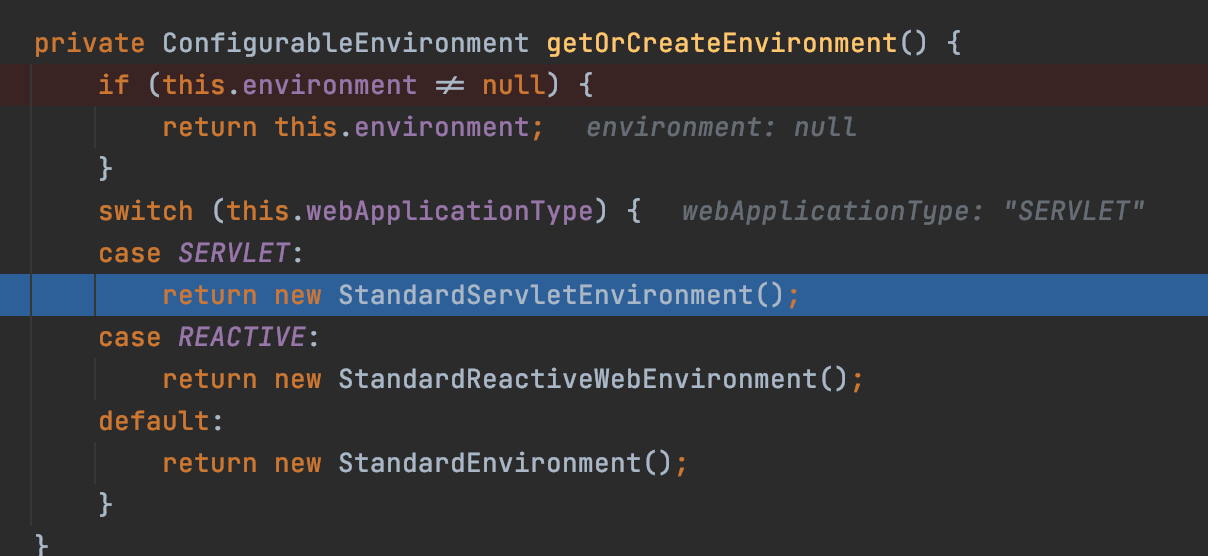 private ConfigurableEnvironment getOrCreateEnvironment() {
if (this.environment ≠ null) {
return this.environment; environment: null
}
switch (this.webApplicationType) { webApplicationType: "SERVLET"
case SERVLET:
return new StandardServletEnvironment();
case REACTIVE:
return new StandardReactiveWebEnvironment();
default:
return new StandardEnvironment();
}
}